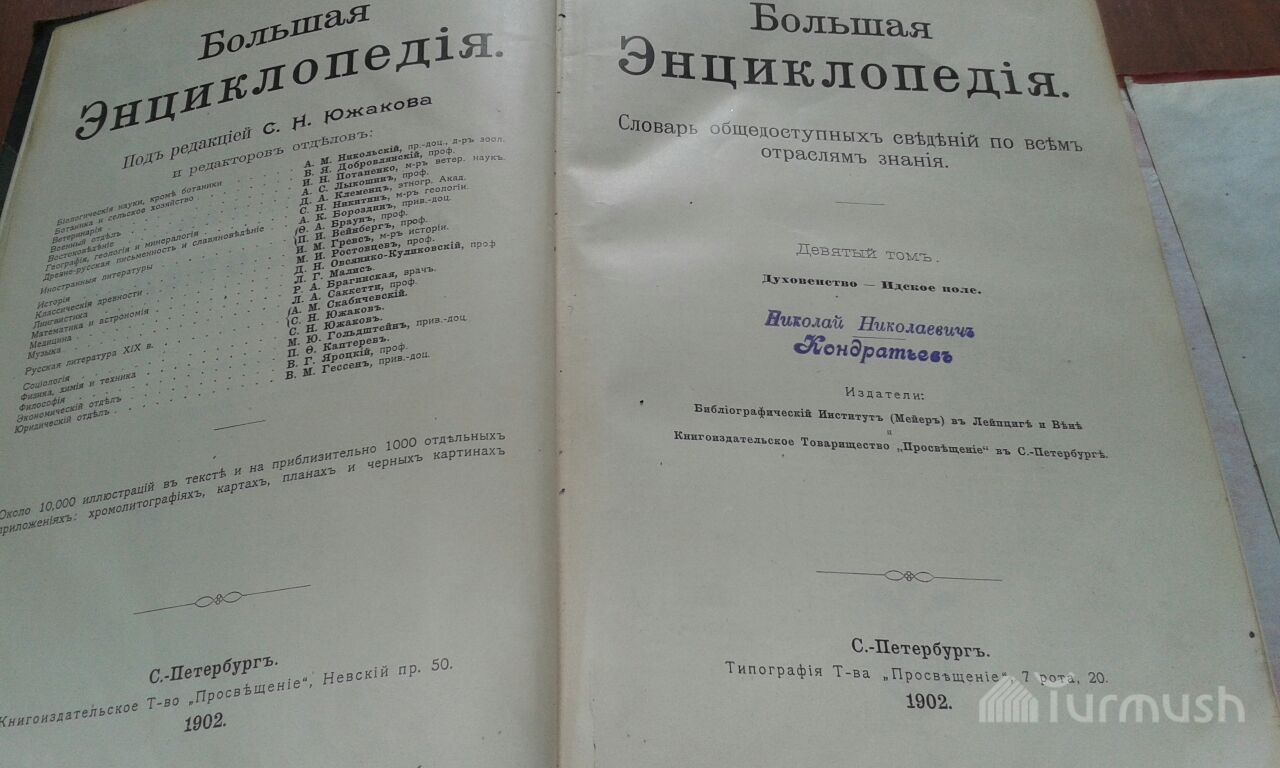 Большая
Энциклопедія.
Подъ редакціей С. Н. Южакова
и редакторовъ отдѣловъ:
Біологическія науки, кромѣ ботаники . . . . А. М. Никольскій, пр.-доц., д-ръ зоол.
Ботаника и сельское хозяйство . . . . В. Я. Добровлянскій, проф.
Ветеринарія . . . . И. Н. Потапенко, м-ръ ветер. наукъ.
Военный отдѣлъ . . . . А. С. Лыкошинъ, проф.
Востоковѣдѣніе . . . . Д. А. Клеменцъ, этногр. Акад.
Географія, геологія и минералогія . . . . С. Н. Никитинъ, м-ръ геологіи.
Древне-русская письменность и славяновѣдѣніе А. К. Бороздинъ, прив.-доц.
Иностранныя литературы . . . . (Ѳ. А. Браунъ, проф.
(П. И. Вейнбергъ, проф.
Исторія . . . . И. М. Гревсъ, м-ръ исторіи.
Классическія древности . . . . М. И. Ростовцевъ, проф.
Лингвистика . . . . Д. Н. Овсянико-Куликовскій, проф
Математика и астрономія . . . . Л. Г. Малисъ.
Медицина . . . . Р. А. Брагинская, врачъ.
Музыка . . . . Л. А. Саккетти, проф.
Русская литература XIX в. . . . . (А. М. Скабичевскій.
(С. Н. Южаковъ.
Соціологія . . . . С. Н. Южаковъ.
Физика, химія и техника . . . . М. Ю. Гольдштейнъ, прив.-доц.
Философія . . . . П. Ѳ. Каптеревъ.
Экономическій отдѣлъ . . . . В. Г. Яроцкій, проф.
Юридическій отдѣлъ . . . . В. М. Гессенъ, прив.-доц.
Около 10,000 иллюстрацій въ текстѣ и на приблизительно 1000 отдѣльныхъ
приложеніяхъ: хромолитографіяхъ, картахъ, планахъ и черныхъ картинахъ
С.-Петербургъ.
Книгоиздательское Т-во „Просвѣщеніе", Невскій пр. 50.
1902.
Большая
Энциклопедія.
Словарь общедоступныхъ свѣдѣній по всѣмъ
отраслямъ знанія.
Девятый томъ.
Духовенство — Идское поле.
Николай Николаевичъ
Кондратьевъ
Издатели:
Библіографическій Институтъ (Мейеръ) въ Лейпцигѣ и Вѣнѣ
и
Книгоиздательское Товарищество „Просвѣщеніе" въ С.-Петербургѣ.
С.-Петербургъ.
Типографія Т-ва „Просвѣщеніе", 7 рота, 20.
1902.
Turmush